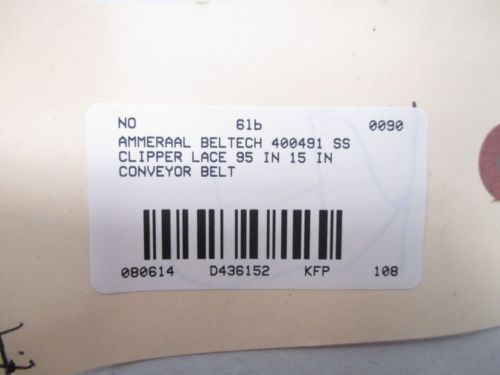 NO 61b 0090
AMMERAAL BELTECH 400491 SS
CLIPPER LACE 95 IN 15 IN
CONVEYOR BELT
080614 D436152 KFP 108